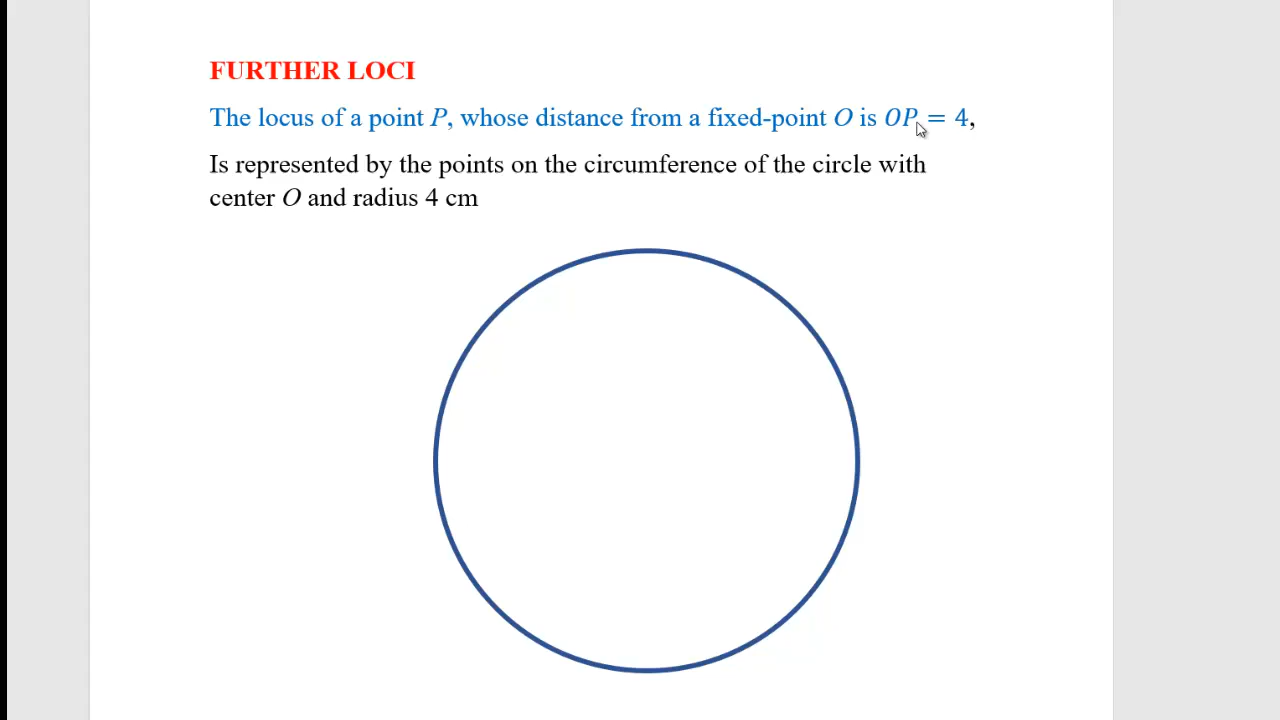 FURTHER LOCI
The locus of a point P, whose distance from a fixed-point O is OP = 4,
Is represented by the points on the circumference of the circle with
center O and radius 4 cm